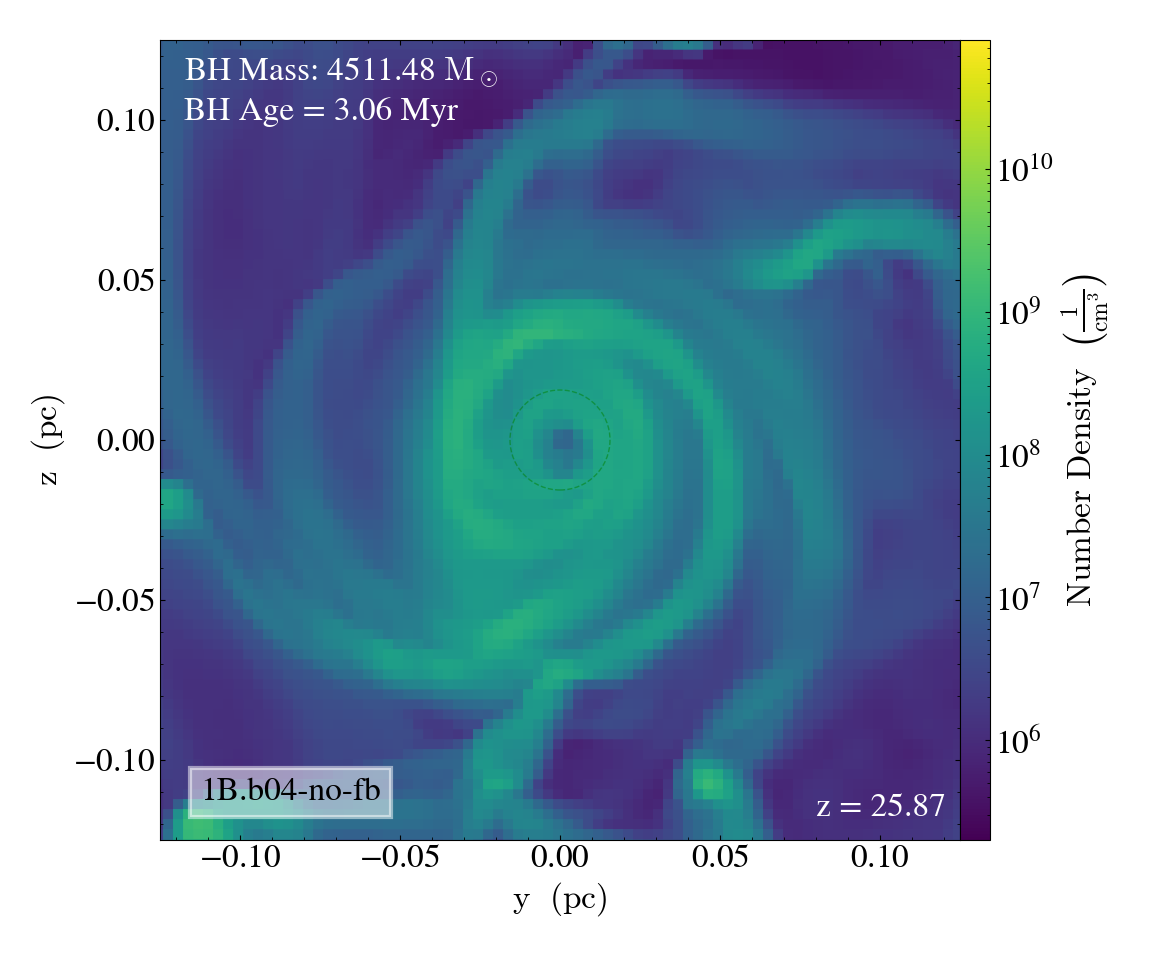 BH Mass: 4511.48 M☉
BH Age = 3.06 Myr
0.10
0.05
0.00
−0.05
−0.10
z (pc)
1B.b04-no-fb
z = 25.87
−0.10 −0.05 0.00 0.05 0.10
y (pc)
10¹⁰
10⁹
10⁸
10⁷
10⁶
Number Density (1/cm³)